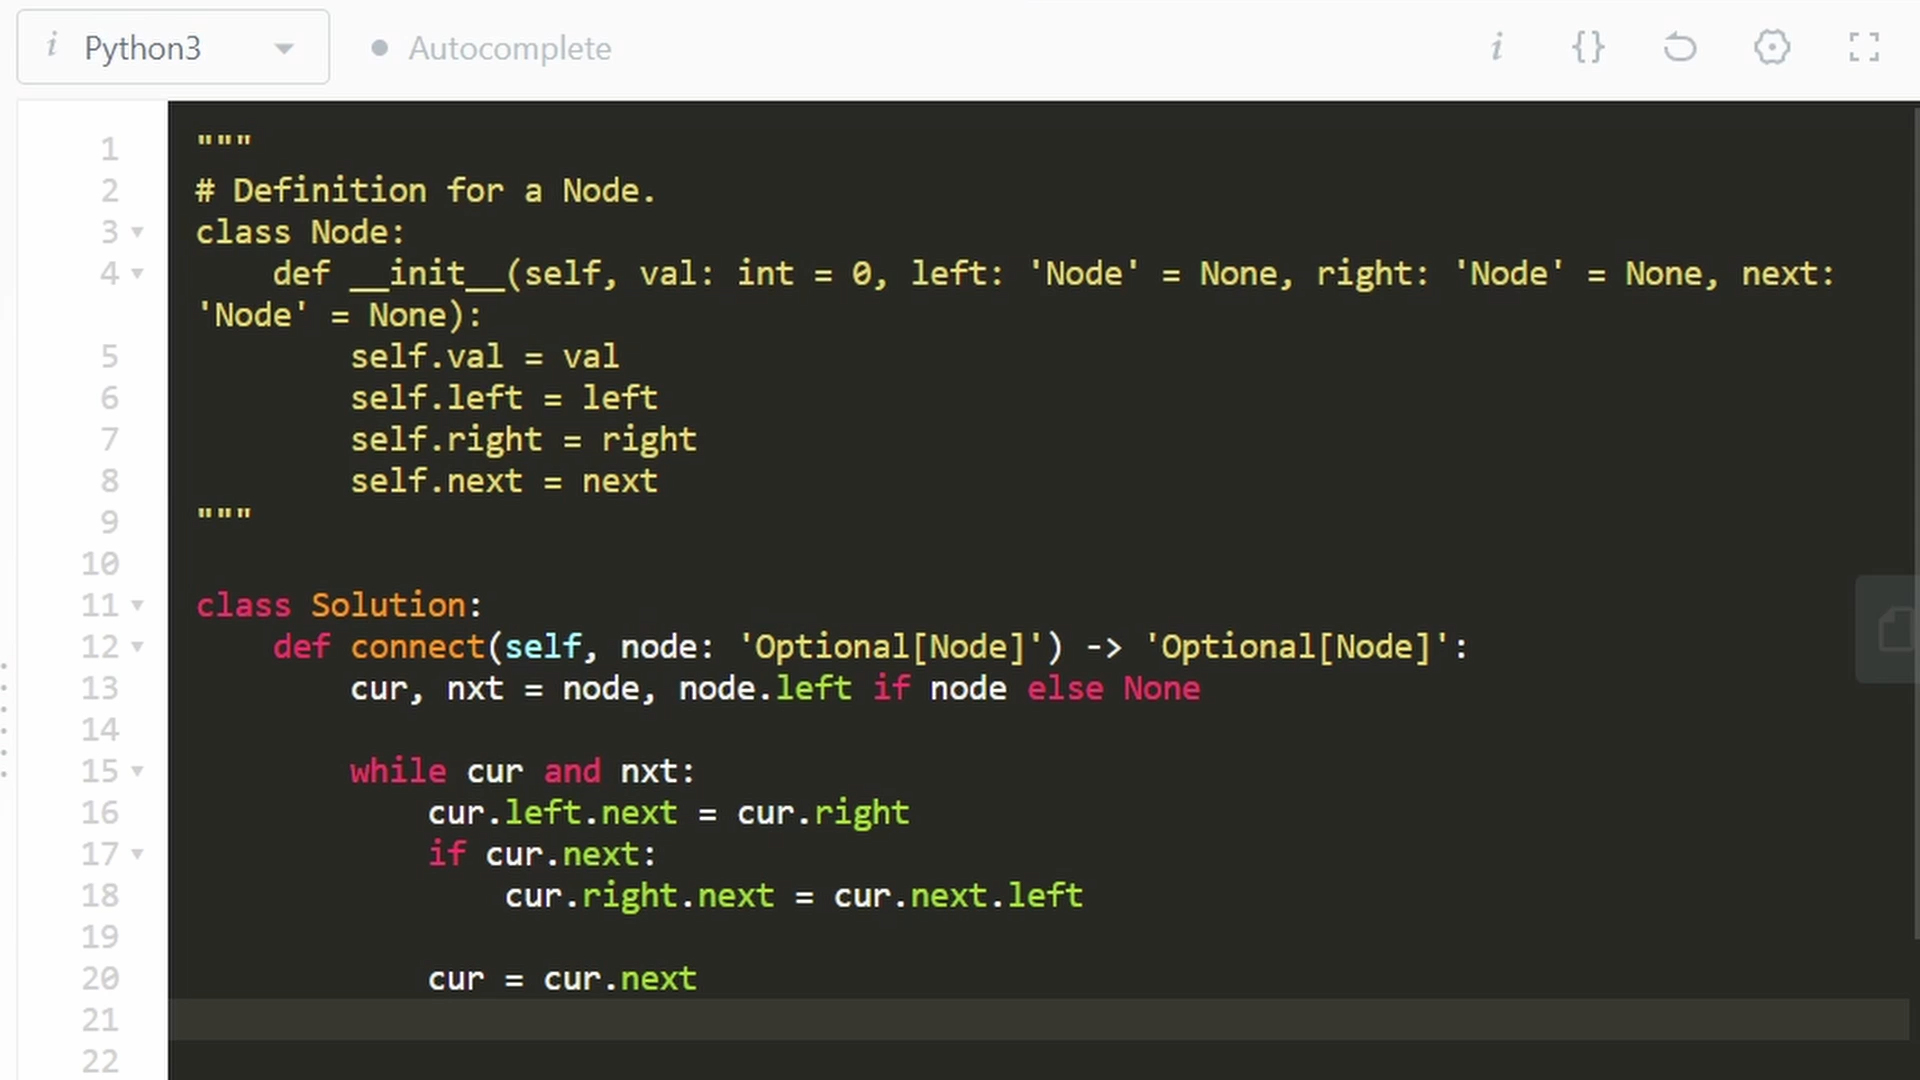 i Python3 Autocomplete i {}
1 """
2 # Definition for a Node.
3 class Node:
4     def __init__(self, val: int = 0, left: 'Node' = None, right: 'Node' = None, next:
'Node' = None):
5         self.val = val
6         self.left = left
7         self.right = right
8         self.next = next
9 """
10
11 class Solution:
12     def connect(self, node: 'Optional[Node]') -> 'Optional[Node]':
13         cur, nxt = node, node.left if node else None
14
15         while cur and nxt:
16             cur.left.next = cur.right
17             if cur.next:
18                 cur.right.next = cur.next.left
19
20             cur = cur.next
21
22